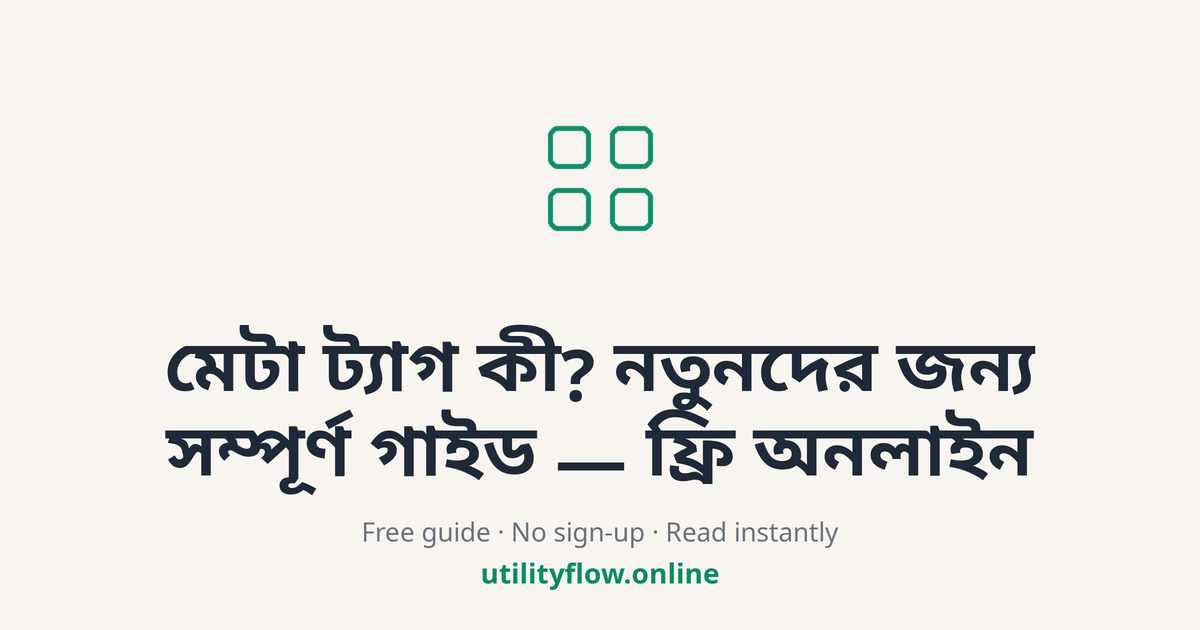 মেটা ট্যাগ কী? নতুনদের জন্য
সম্পূর্ণ গাইড — ফ্রি অনলাইন
Free guide · No sign-up · Read instantly
utilityflow.online